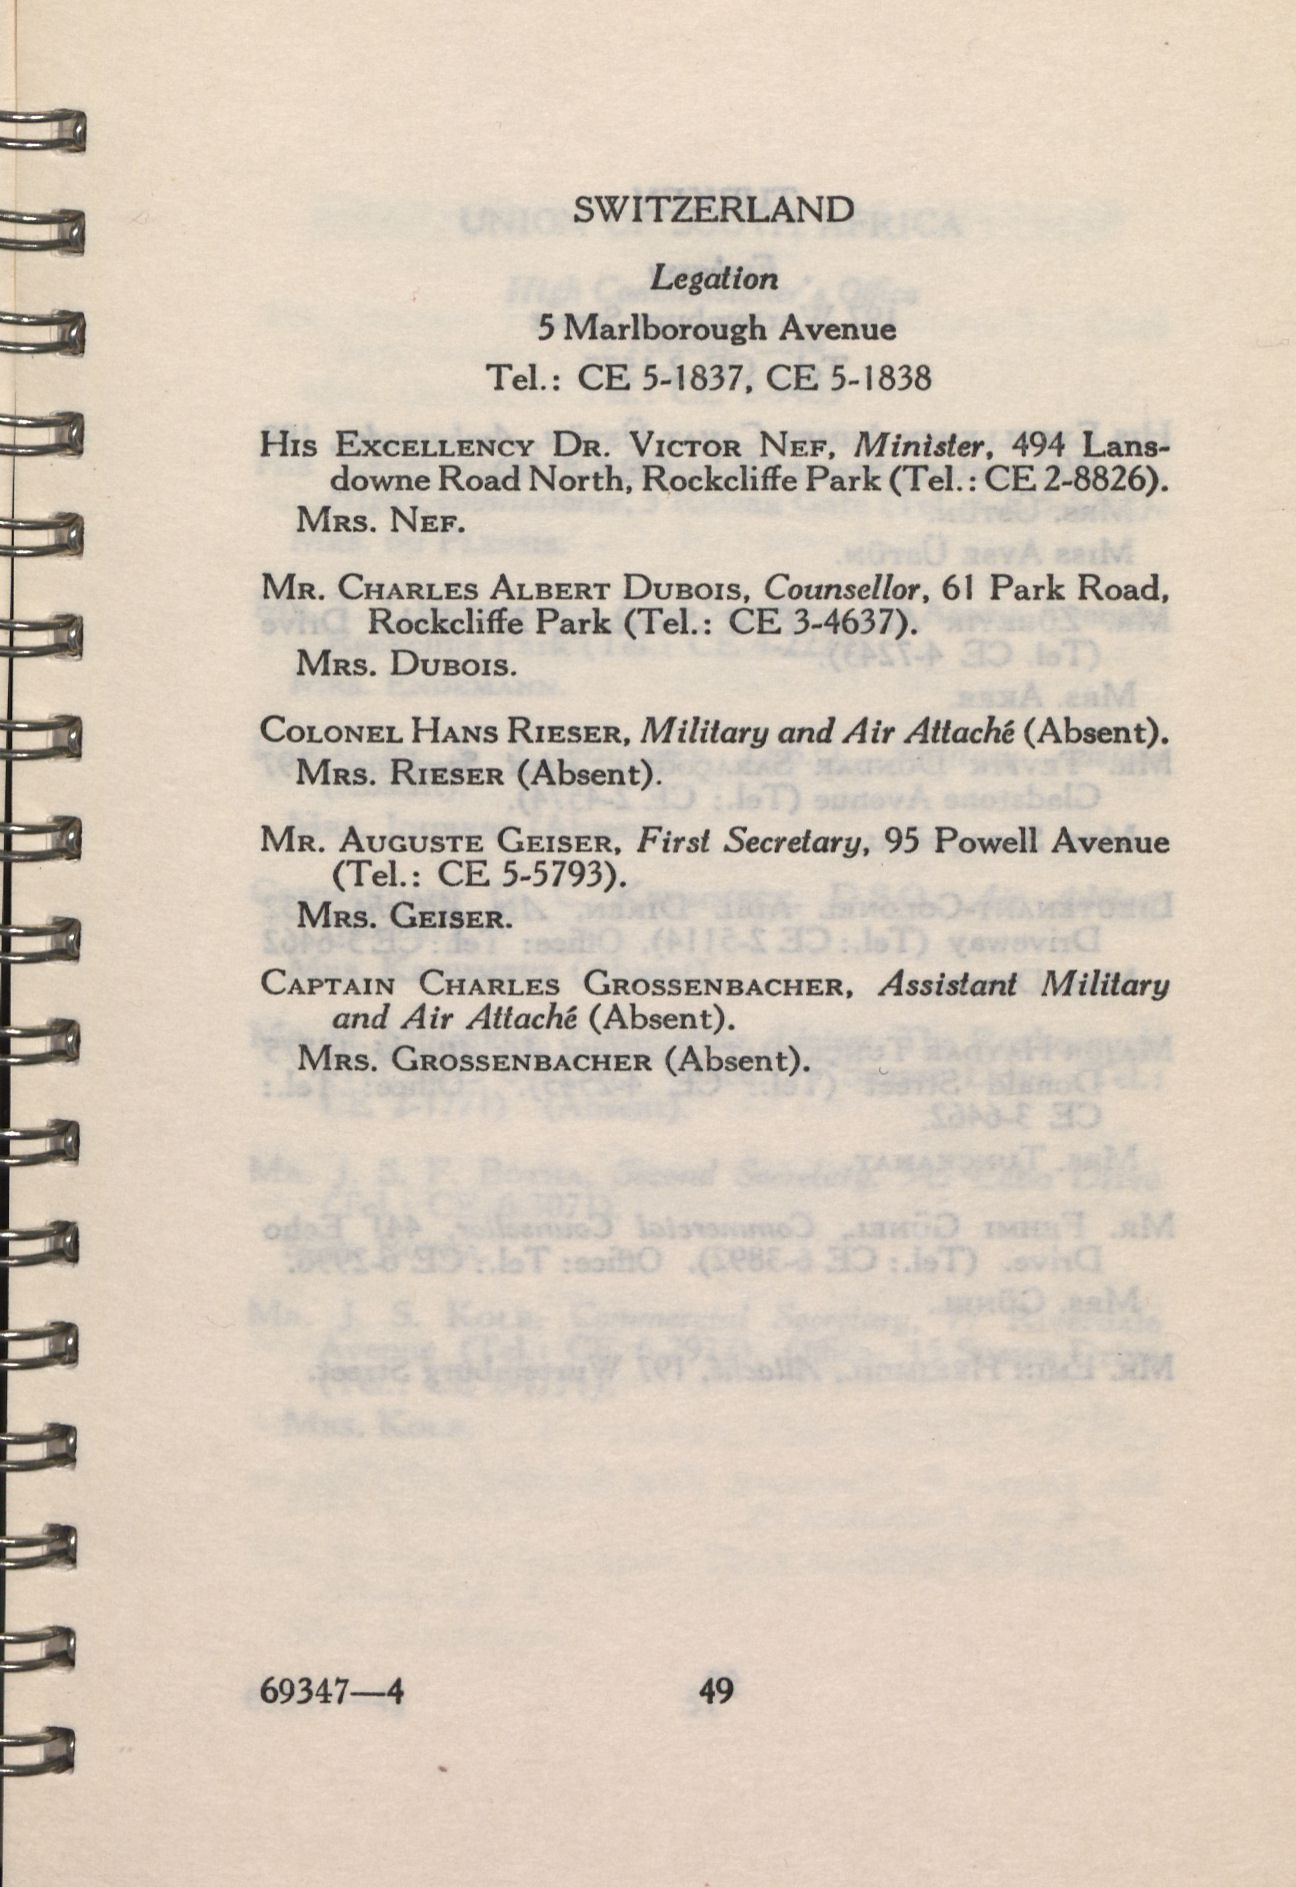 SWITZERLAND
Legation
5 Marlborough Avenue
Tel.: CE 5-1837, CE 5-1838
His Excellency Dr. Victor Nef, Minister, 494 Lans-
downe Road North, Rockcliffe Park (Tel.: CE 2-8826).
Mrs. Nef.
Mr. Charles Albert Dubois, Counsellor, 61 Park Road,
Rockcliffe Park (Tel.: CE 3-4637).
Mrs. Dubois.
Colonel Hans Rieser, Military and Air Attaché (Absent).
Mrs. Rieser (Absent).
Mr. Auguste Geiser, First Secretary, 95 Powell Avenue
(Tel.: CE 5-5793).
Mrs. Geiser.
Captain Charles Grossenbacher, Assistant Military
and Air Attaché (Absent).
Mrs. Grossenbacher (Absent).
69347—4 49